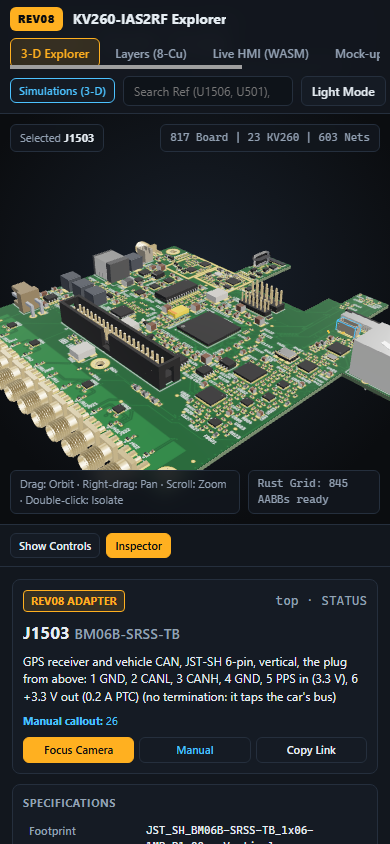 REV08 KV260-IAS2RF Explorer
3-D Explorer Layers (8-Cu) Live HMI (WASM) Mock-up
Simulations (3-D) Search Ref (U1506, U501), Light Mode
Selected J1503 817 Board | 23 KV260 | 603 Nets
Drag: Orbit · Right-drag: Pan · Scroll: Zoom
· Double-click: Isolate
Rust Grid: 845
AABBs ready
Show Controls Inspector
REV08 ADAPTER top · STATUS
J1503 BM06B-SRSS-TB
GPS receiver and vehicle CAN, JST-SH 6-pin, vertical, the plug
from above: 1 GND, 2 CANL, 3 CANH, 4 GND, 5 PPS in (3.3 V), 6
+3.3 V out (0.2 A PTC) (no termination: it taps the car's bus)
Manual callout: 26
Focus Camera Manual Copy Link
SPECIFICATIONS
Footprint JST_SH_BM06B-SRSS-TB_1x06-